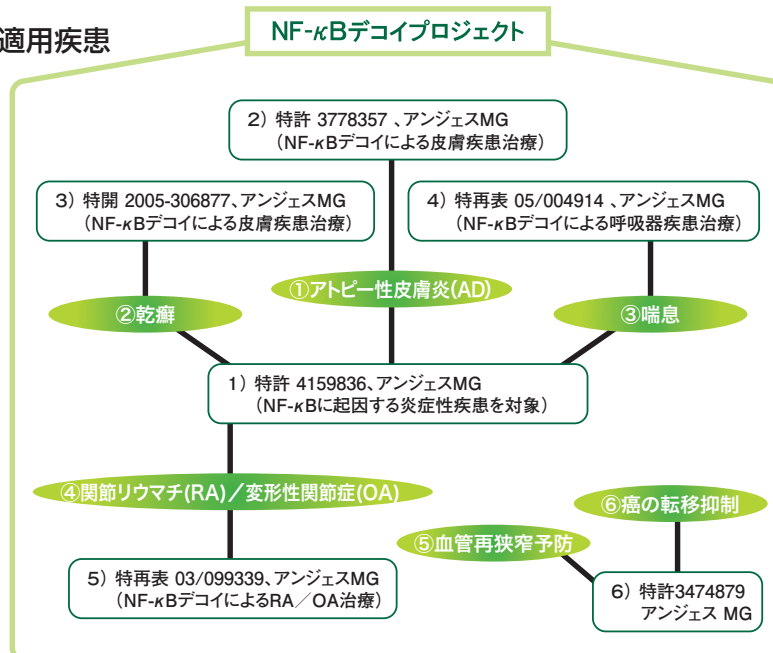 適用疾患
NF-κBデコイプロジェクト
2） 特許 3778357 、アンジェスMG
（NF-κBデコイによる皮膚疾患治療）
3） 特開 2005-306877、アンジェスMG
（NF-κBデコイによる皮膚疾患治療）
4） 特再表 05/004914 、アンジェスMG
（NF-κBデコイによる呼吸器疾患治療）
①アトピー性皮膚炎(AD)
②乾癬
③喘息
1） 特許 4159836、アンジェスMG
（NF-κBに起因する炎症性疾患を対象）
④関節リウマチ(RA)／変形性関節症(OA)
⑥癌の転移抑制
⑤血管再狭窄予防
5） 特再表 03/099339、アンジェスMG
（NF-κBデコイによるRA／OA治療）
6） 特許3474879
アンジェス MG